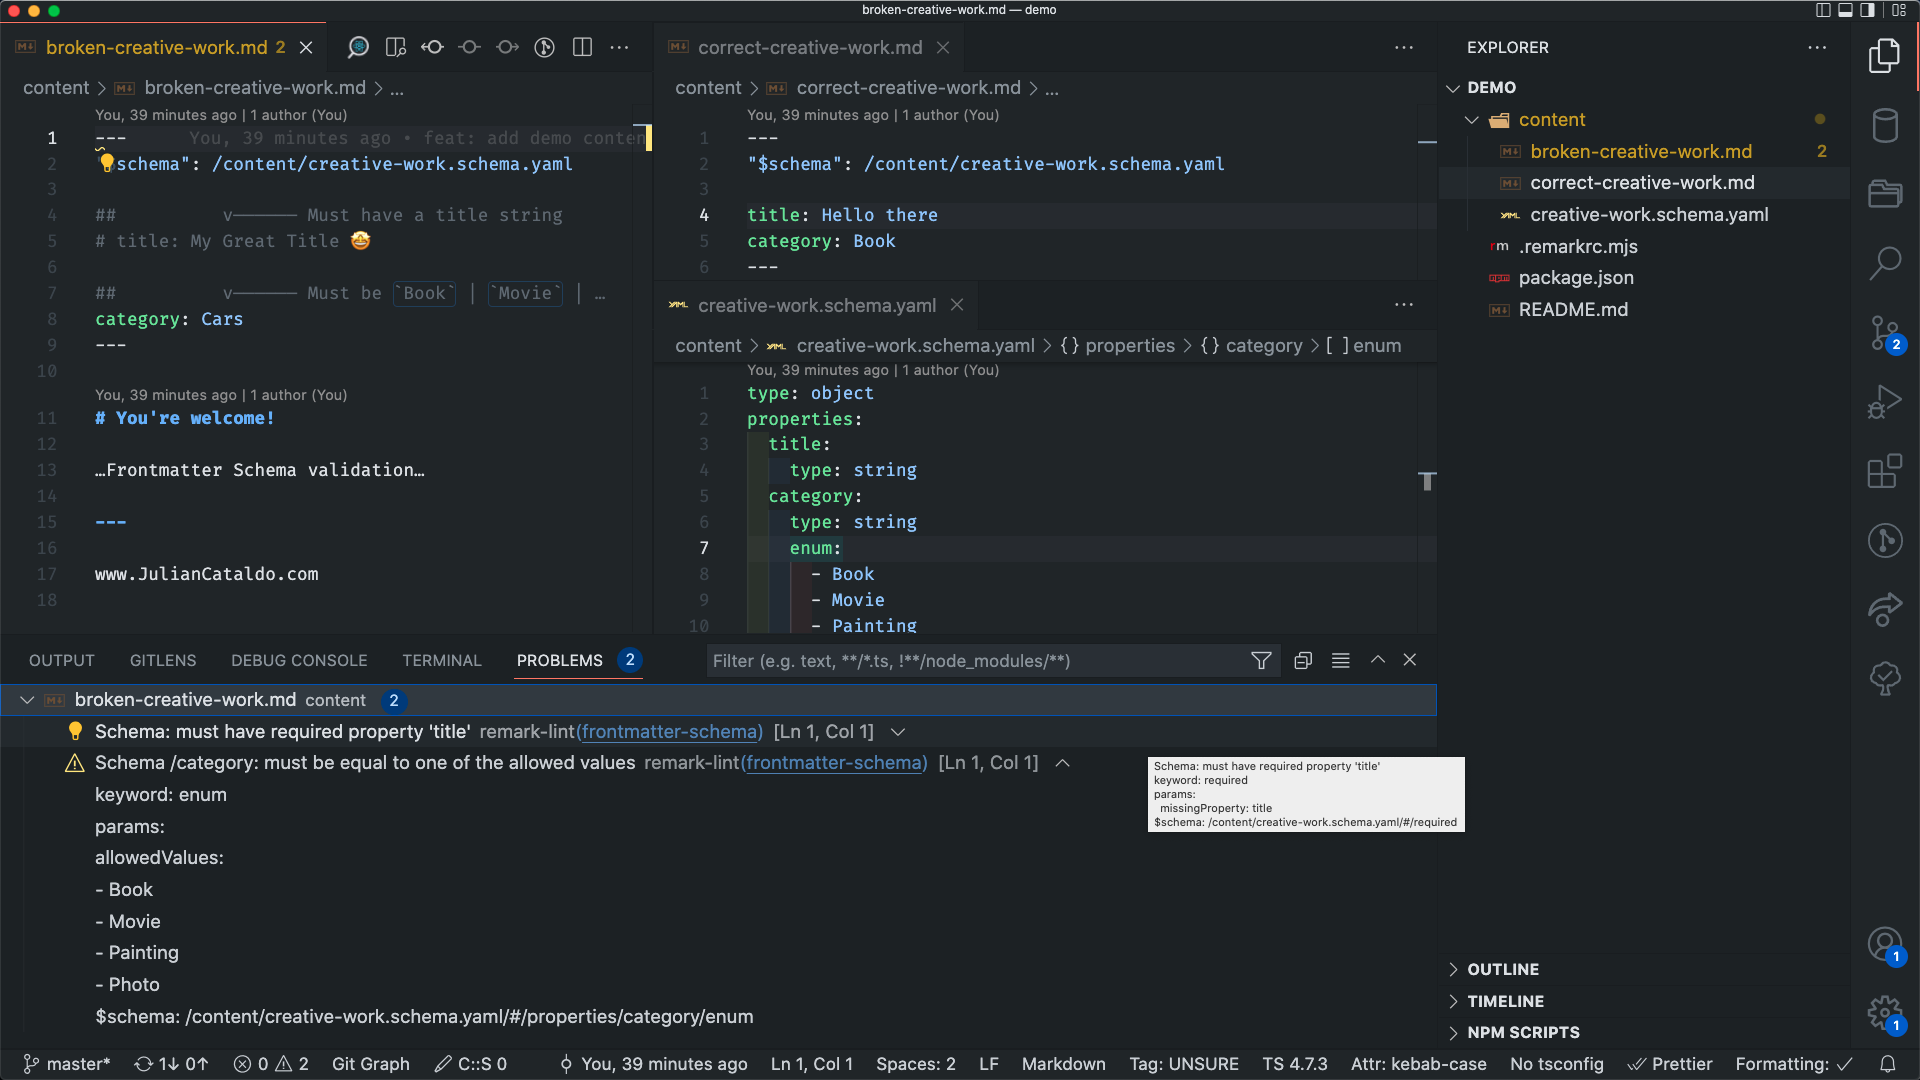 broken-creative-work.md — demo
broken-creative-work.md 2
content > broken-creative-work.md > ...
You, 39 minutes ago | 1 author (You)
1 --- You, 39 minutes ago • feat: add demo conten
2 schema": /content/creative-work.schema.yaml
3
4 ## v—————— Must have a title string
5 # title: My Great Title 🤩
6
7 ## v—————— Must be `Book` | `Movie` | …
8 category: Cars
9 ---
10
You, 39 minutes ago | 1 author (You)
11 # You're welcome!
12
13 …Frontmatter Schema validation…
14
15 ---
16
17 www.JulianCataldo.com
18
correct-creative-work.md
content > correct-creative-work.md > ...
You, 39 minutes ago | 1 author (You)
1 ---
2 "$schema": /content/creative-work.schema.yaml
3
4 title: Hello there
5 category: Book
6 ---
creative-work.schema.yaml
content > creative-work.schema.yaml > {} properties > {} category > [ ] enum
You, 39 minutes ago | 1 author (You)
1 type: object
2 properties:
3 title:
4 type: string
5 category:
6 type: string
7 enum:
8 - Book
9 - Movie
10 - Painting
EXPLORER
DEMO
content
broken-creative-work.md 2
correct-creative-work.md
creative-work.schema.yaml
.remarkrc.mjs
package.json
README.md
OUTLINE
TIMELINE
NPM SCRIPTS
2
1
1
OUTPUT GITLENS DEBUG CONSOLE TERMINAL PROBLEMS 2 Filter (e.g. text, **/*.ts, !**/node_modules/**)
broken-creative-work.md content 2
Schema: must have required property 'title' remark-lint(frontmatter-schema) [Ln 1, Col 1]
Schema /category: must be equal to one of the allowed values remark-lint(frontmatter-schema) [Ln 1, Col 1]
keyword: enum
params:
allowedValues:
- Book
- Movie
- Painting
- Photo
$schema: /content/creative-work.schema.yaml/#/properties/category/enum
Schema: must have required property 'title'
keyword: required
params:
missingProperty: title
$schema: /content/creative-work.schema.yaml/#/required
master* 1↓ 0↑ 0 2 Git Graph C::S 0 You, 39 minutes ago Ln 1, Col 1 Spaces: 2 LF Markdown Tag: UNSURE TS 4.7.3 Attr: kebab-case No tsconfig Prettier Formatting: ✓